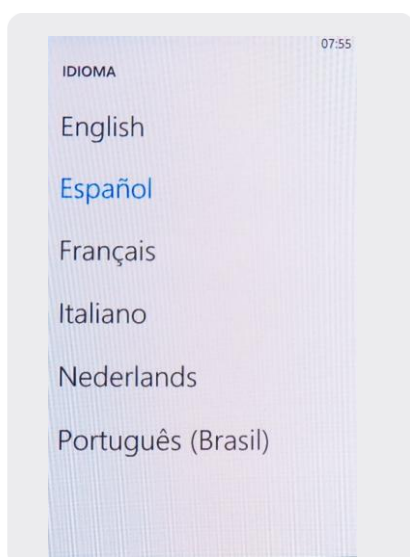 07:55
IDIOMA
English
Español
Français
Italiano
Nederlands
Português (Brasil)